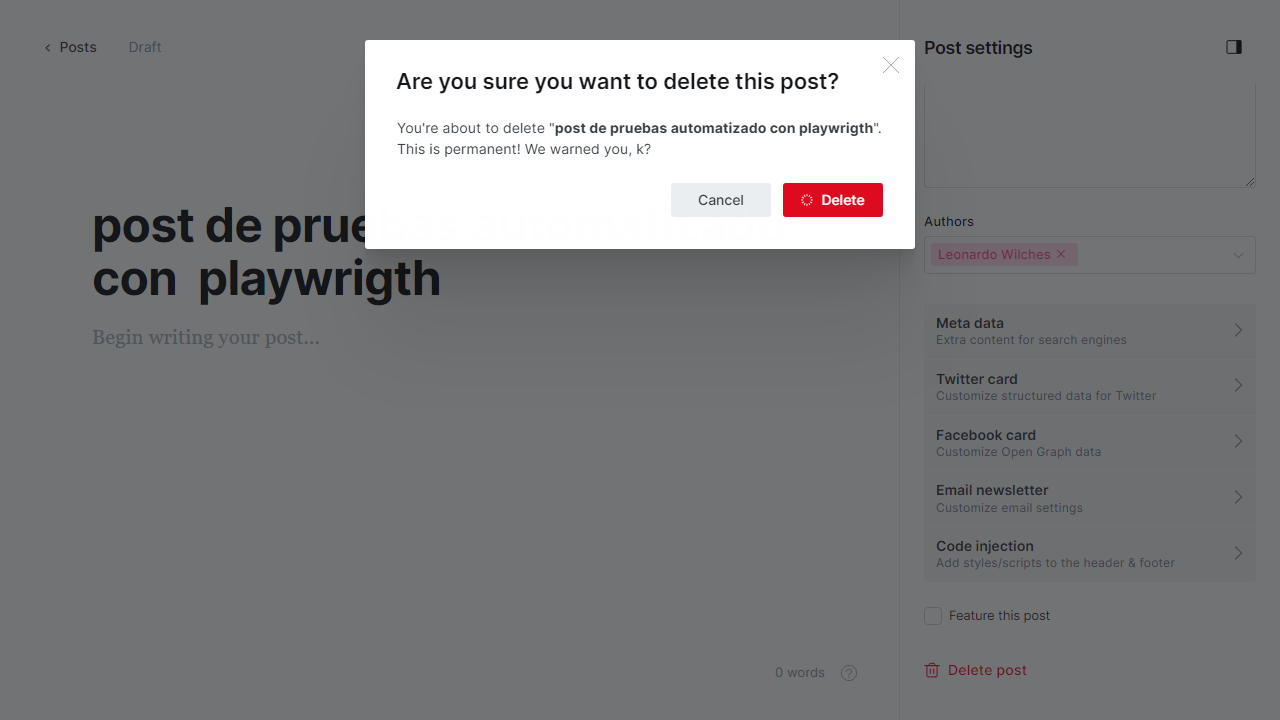 Posts
Draft
Post settings
Are you sure you want to delete this post?
You're about to delete "post de pruebas automatizado con playwrigth".
This is permanent! We warned you, k?
Cancel
Delete
post de pruebas automatizado
con playwrigth
Begin writing your post...
Authors
Leonardo Wilches
Meta data
Extra content for search engines
Twitter card
Customize structured data for Twitter
Facebook card
Customize Open Graph data
Email newsletter
Customize email settings
Code injection
Add styles/scripts to the header & footer
Feature this post
Delete post
0 words
?